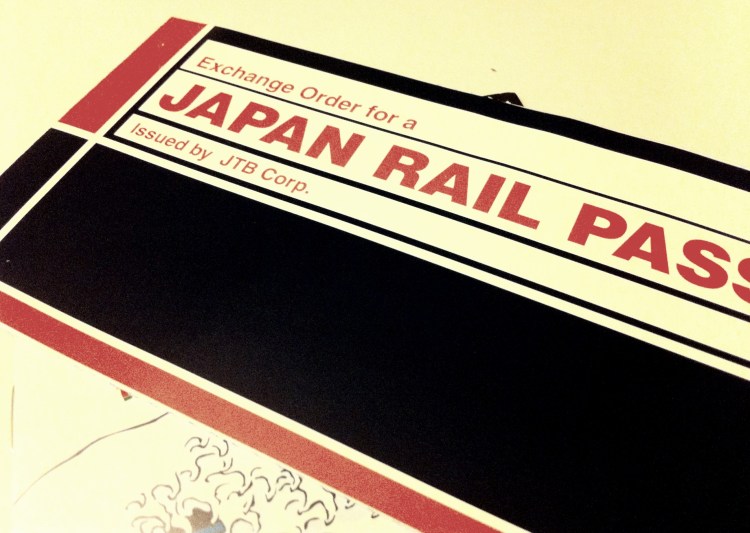 Exchange Order for a
JAPAN RAIL PASS
Issued by JTB Corp.